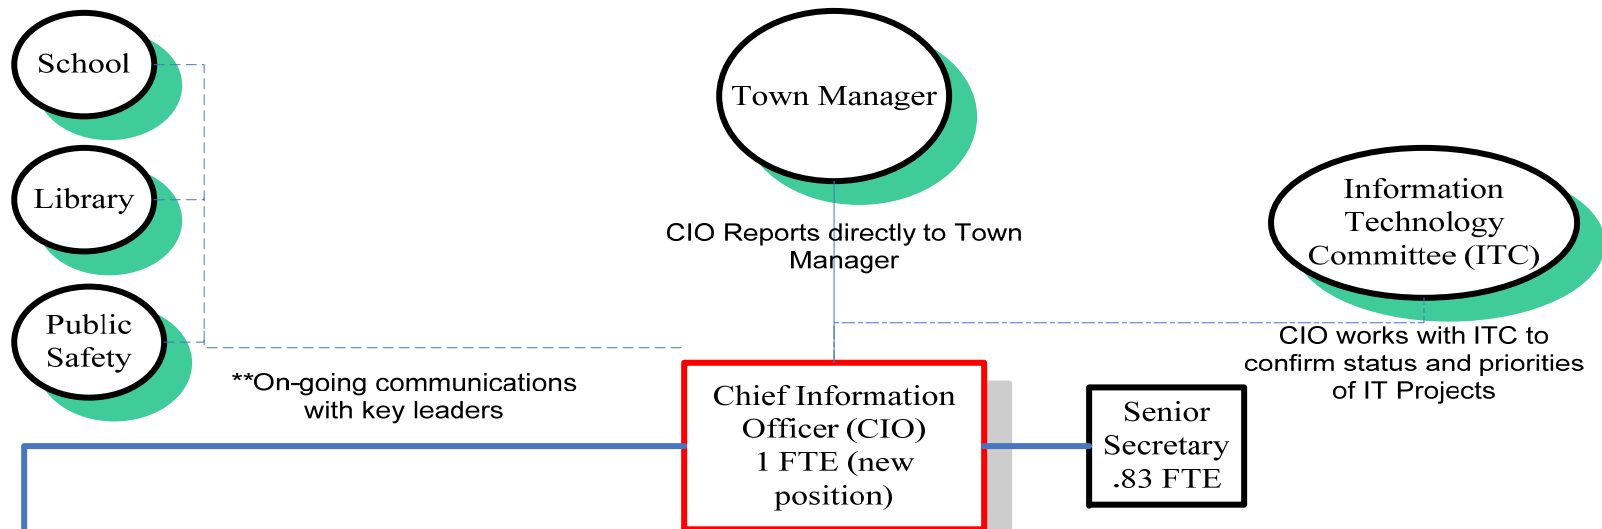 School
Town Manager
Library
Information
Technology
Committee (ITC)
CIO Reports directly to Town
Manager
Public
Safety
CIO works with ITC to
confirm status and priorities
of IT Projects
**On-going communications
with key leaders
Chief Information
Officer (CIO)
1 FTE (new
position)
Senior
Secretary
.83 FTE